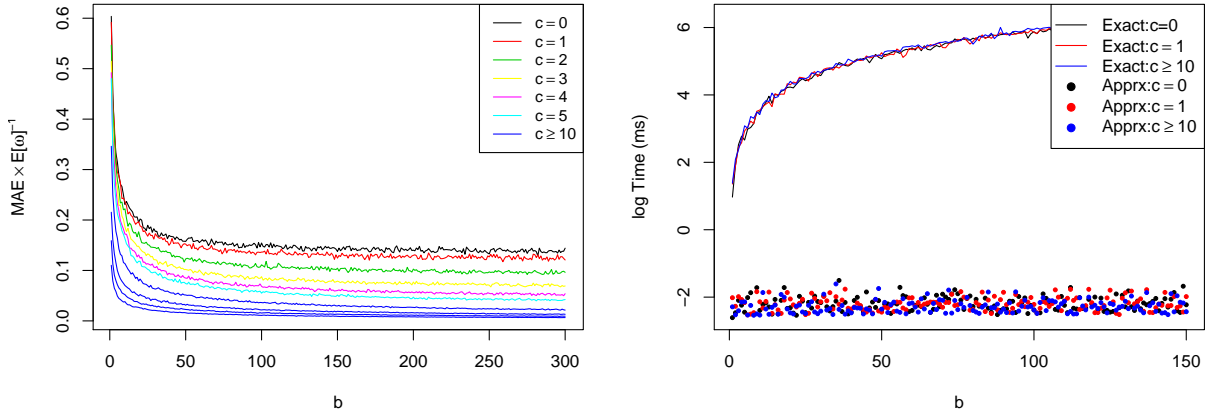 MAE × E[ω]⁻¹
0.6
0.5
0.4
0.3
0.2
0.1
0.0
c = 0
c = 1
c = 2
c = 3
c = 4
c = 5
c ≥ 10
0 50 100 150 200 250 300
b
log Time (ms)
6
4
2
0
−2
Exact:c=0
Exact:c = 1
Exact:c ≥ 10
Apprx:c = 0
Apprx:c = 1
Apprx:c ≥ 10
0 50 100 150
b